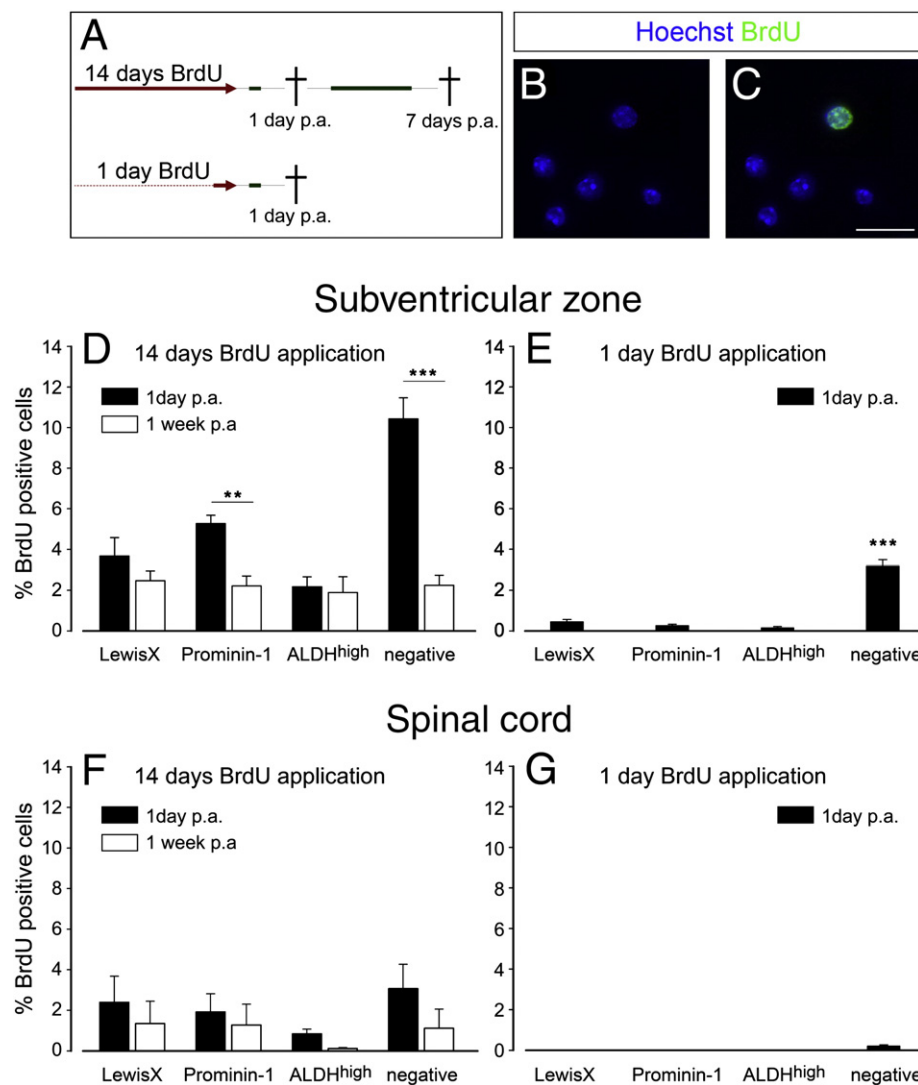 A
14 days BrdU
1 day p.a.
7 days p.a.
1 day BrdU
1 day p.a.
Hoechst BrdU
B
C
Subventricular zone
D
14 days BrdU application
1day p.a.
1 week p.a
***
**
% BrdU positive cells
14
12
10
8
6
4
2
0
LewisX Prominin-1 ALDHhigh negative
E
1 day BrdU application
1day p.a.
***
14
12
10
8
6
4
2
0
LewisX Prominin-1 ALDHhigh negative
Spinal cord
F
14 days BrdU application
1day p.a.
1 week p.a
% BrdU positive cells
14
12
10
8
6
4
2
0
LewisX Prominin-1 ALDHhigh negative
G
1 day BrdU application
1day p.a.
14
12
10
8
6
4
2
0
LewisX Prominin-1 ALDHhigh negative